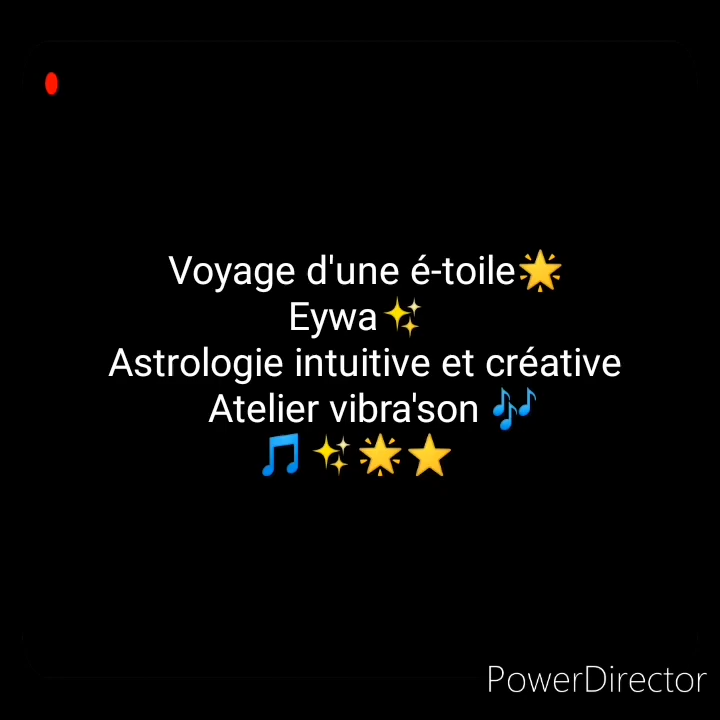 Voyage d'une é-toile🌟
Eywa✨
Astrologie intuitive et créative
Atelier vibra'son 🎶
🎵✨🌟⭐
PowerDirector